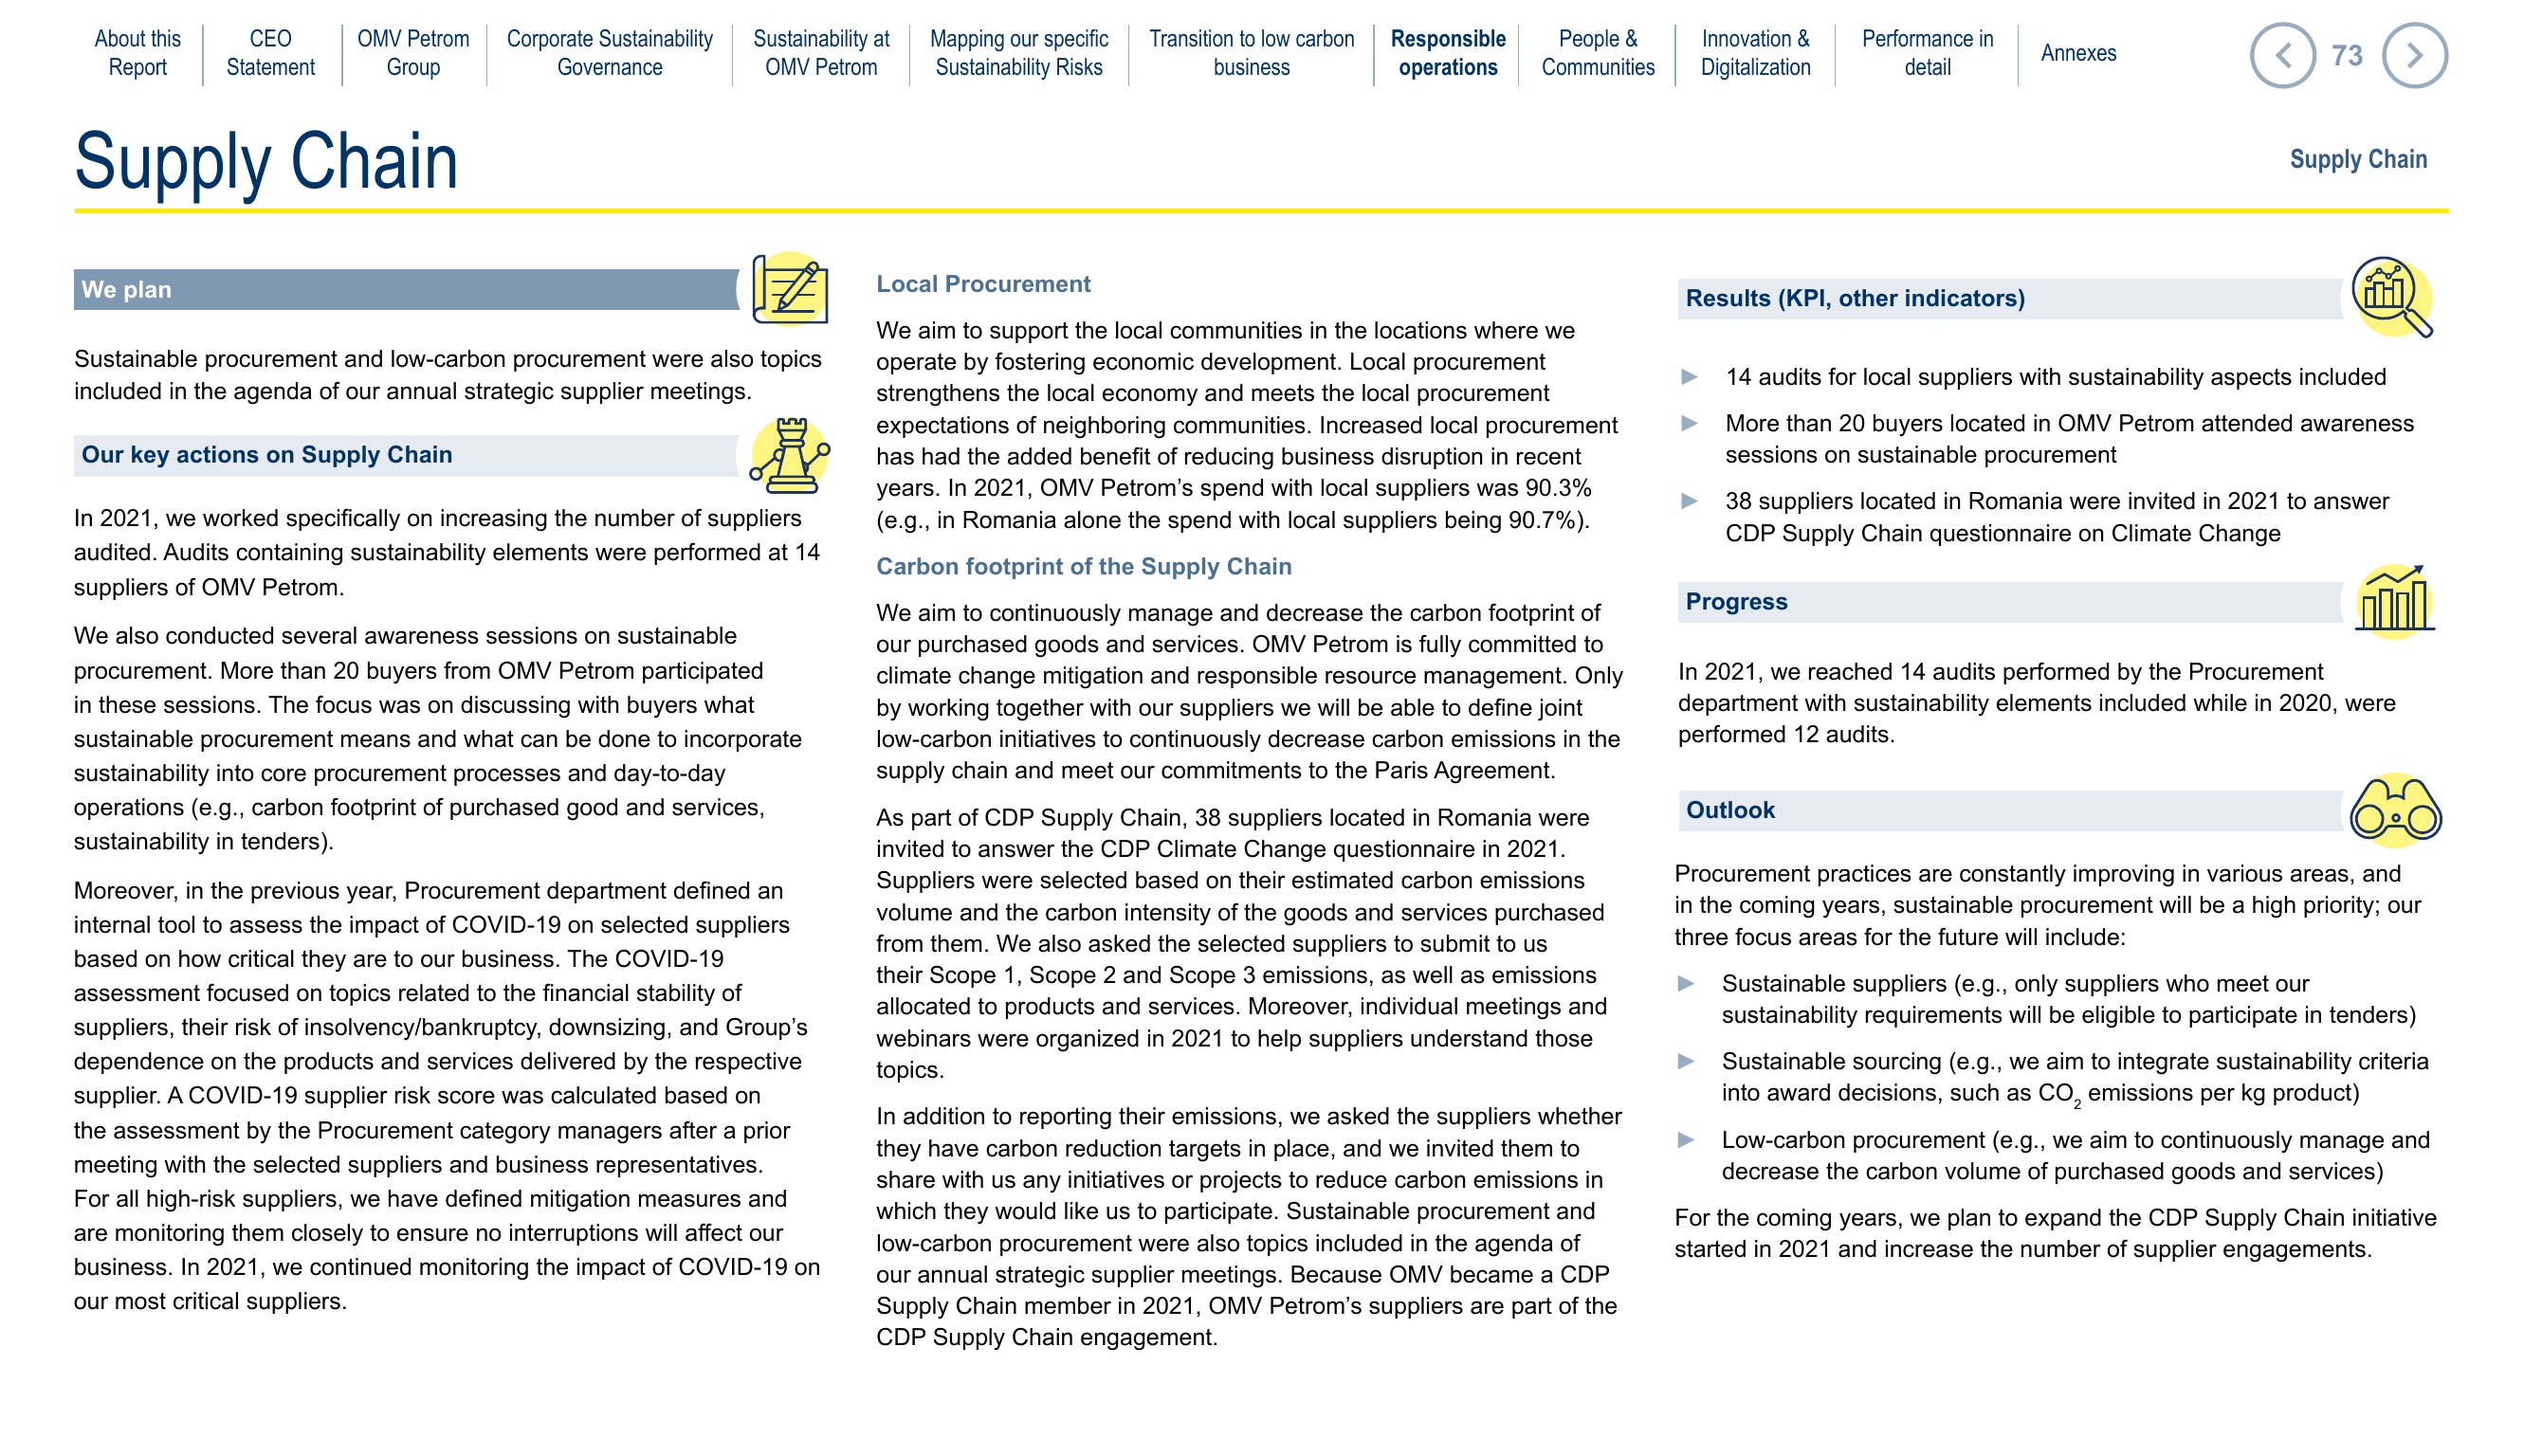 About this
Report
CEO
Statement
OMV Petrom
Group
Corporate Sustainability
Governance
Sustainability at
OMV Petrom
Mapping our specific
Sustainability Risks
Transition to low carbon
business
Responsible
operations
People &
Communities
Innovation &
Digitalization
Performance in
detail
Annexes
73
Supply Chain
Supply Chain
We plan
Sustainable procurement and low-carbon procurement were also topics
included in the agenda of our annual strategic supplier meetings.
Our key actions on Supply Chain
In 2021, we worked specifically on increasing the number of suppliers
audited. Audits containing sustainability elements were performed at 14
suppliers of OMV Petrom.
We also conducted several awareness sessions on sustainable
procurement. More than 20 buyers from OMV Petrom participated
in these sessions. The focus was on discussing with buyers what
sustainable procurement means and what can be done to incorporate
sustainability into core procurement processes and day-to-day
operations (e.g., carbon footprint of purchased good and services,
sustainability in tenders).
Moreover, in the previous year, Procurement department defined an
internal tool to assess the impact of COVID-19 on selected suppliers
based on how critical they are to our business. The COVID-19
assessment focused on topics related to the financial stability of
suppliers, their risk of insolvency/bankruptcy, downsizing, and Group’s
dependence on the products and services delivered by the respective
supplier. A COVID-19 supplier risk score was calculated based on
the assessment by the Procurement category managers after a prior
meeting with the selected suppliers and business representatives.
For all high-risk suppliers, we have defined mitigation measures and
are monitoring them closely to ensure no interruptions will affect our
business. In 2021, we continued monitoring the impact of COVID-19 on
our most critical suppliers.
Local Procurement
We aim to support the local communities in the locations where we
operate by fostering economic development. Local procurement
strengthens the local economy and meets the local procurement
expectations of neighboring communities. Increased local procurement
has had the added benefit of reducing business disruption in recent
years. In 2021, OMV Petrom’s spend with local suppliers was 90.3%
(e.g., in Romania alone the spend with local suppliers being 90.7%).
Carbon footprint of the Supply Chain
We aim to continuously manage and decrease the carbon footprint of
our purchased goods and services. OMV Petrom is fully committed to
climate change mitigation and responsible resource management. Only
by working together with our suppliers we will be able to define joint
low-carbon initiatives to continuously decrease carbon emissions in the
supply chain and meet our commitments to the Paris Agreement.
As part of CDP Supply Chain, 38 suppliers located in Romania were
invited to answer the CDP Climate Change questionnaire in 2021.
Suppliers were selected based on their estimated carbon emissions
volume and the carbon intensity of the goods and services purchased
from them. We also asked the selected suppliers to submit to us
their Scope 1, Scope 2 and Scope 3 emissions, as well as emissions
allocated to products and services. Moreover, individual meetings and
webinars were organized in 2021 to help suppliers understand those
topics.
In addition to reporting their emissions, we asked the suppliers whether
they have carbon reduction targets in place, and we invited them to
share with us any initiatives or projects to reduce carbon emissions in
which they would like us to participate. Sustainable procurement and
low-carbon procurement were also topics included in the agenda of
our annual strategic supplier meetings. Because OMV became a CDP
Supply Chain member in 2021, OMV Petrom’s suppliers are part of the
CDP Supply Chain engagement.
Results (KPI, other indicators)
► 14 audits for local suppliers with sustainability aspects included
► More than 20 buyers located in OMV Petrom attended awareness
sessions on sustainable procurement
► 38 suppliers located in Romania were invited in 2021 to answer
CDP Supply Chain questionnaire on Climate Change
Progress
In 2021, we reached 14 audits performed by the Procurement
department with sustainability elements included while in 2020, were
performed 12 audits.
Outlook
Procurement practices are constantly improving in various areas, and
in the coming years, sustainable procurement will be a high priority; our
three focus areas for the future will include:
► Sustainable suppliers (e.g., only suppliers who meet our
sustainability requirements will be eligible to participate in tenders)
► Sustainable sourcing (e.g., we aim to integrate sustainability criteria
into award decisions, such as CO₂ emissions per kg product)
► Low-carbon procurement (e.g., we aim to continuously manage and
decrease the carbon volume of purchased goods and services)
For the coming years, we plan to expand the CDP Supply Chain initiative
started in 2021 and increase the number of supplier engagements.